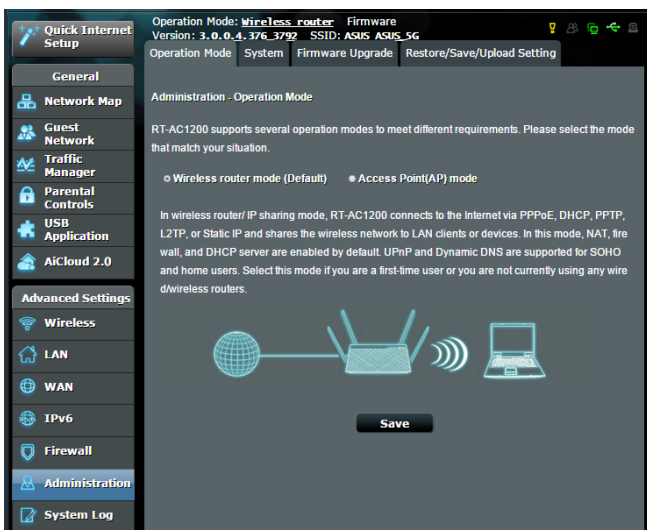 Quick Internet
Setup
Operation Mode: Wireless router Firmware
Version: 3.0.0.4.376_3792 SSID: ASUS ASUS_5G
Operation Mode System Firmware Upgrade Restore/Save/Upload Setting
General
Network Map
Guest
Network
Traffic
Manager
Parental
Controls
USB
Application
AiCloud 2.0
Advanced Settings
Wireless
LAN
WAN
IPv6
Firewall
Administration
System Log
Administration - Operation Mode
RT-AC1200 supports several operation modes to meet different requirements. Please select the mode
that match your situation.
Wireless router mode (Default) Access Point(AP) mode
In wireless router/ IP sharing mode, RT-AC1200 connects to the Internet via PPPoE, DHCP, PPTP,
L2TP, or Static IP and shares the wireless network to LAN clients or devices. In this mode, NAT, fire
wall, and DHCP server are enabled by default. UPnP and Dynamic DNS are supported for SOHO
and home users. Select this mode if you are a first-time user or you are not currently using any wire
d/wireless routers.
Save